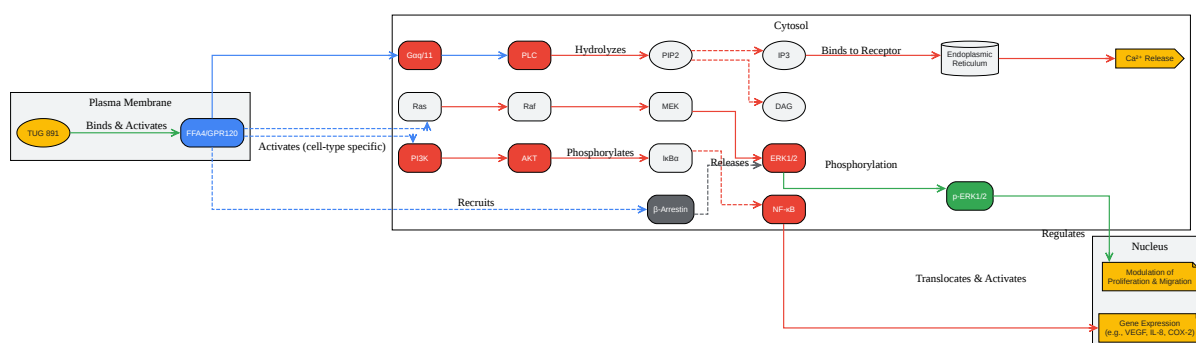 Cytosol
Gαq/11
PLC
Hydrolyzes
PIP2
IP3
Binds to Receptor
Endoplasmic
Reticulum
Ca²⁺ Release
Plasma Membrane
TUG 891
Binds & Activates
FFA4/GPR120
Activates (cell-type specific)
Ras
Raf
MEK
DAG
PI3K
AKT
Phosphorylates
IκBα
Releases
ERK1/2
Phosphorylation
Recruits
β-Arrestin
NF-κB
p-ERK1/2
Regulates
Nucleus
Modulation of
Proliferation & Migration
Translocates & Activates
Gene Expression
(e.g., VEGF, IL-8, COX-2)